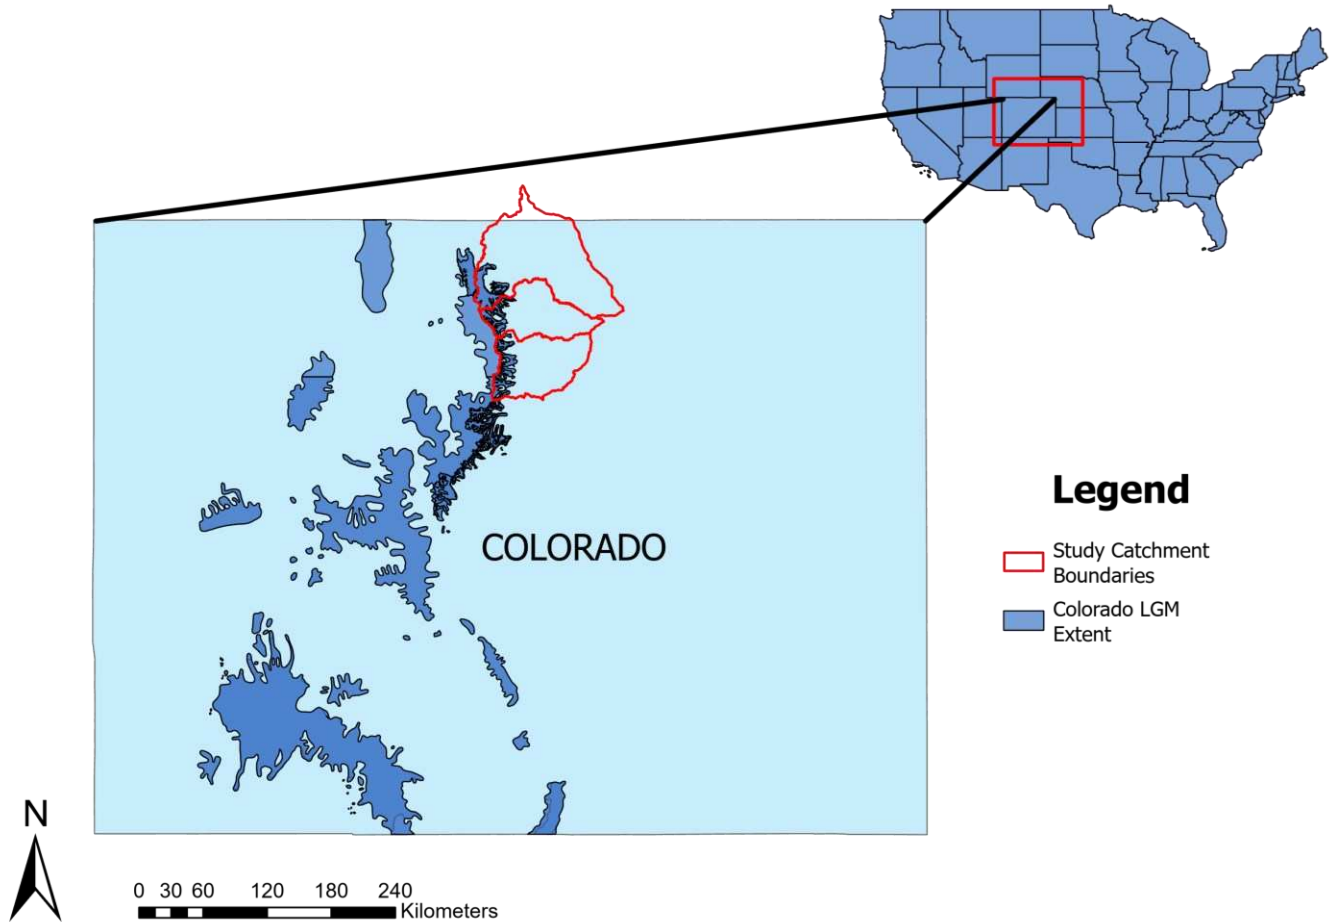 COLORADO
Legend
Study Catchment
Boundaries
Colorado LGM
Extent
N
0 30 60 120 180 240
Kilometers